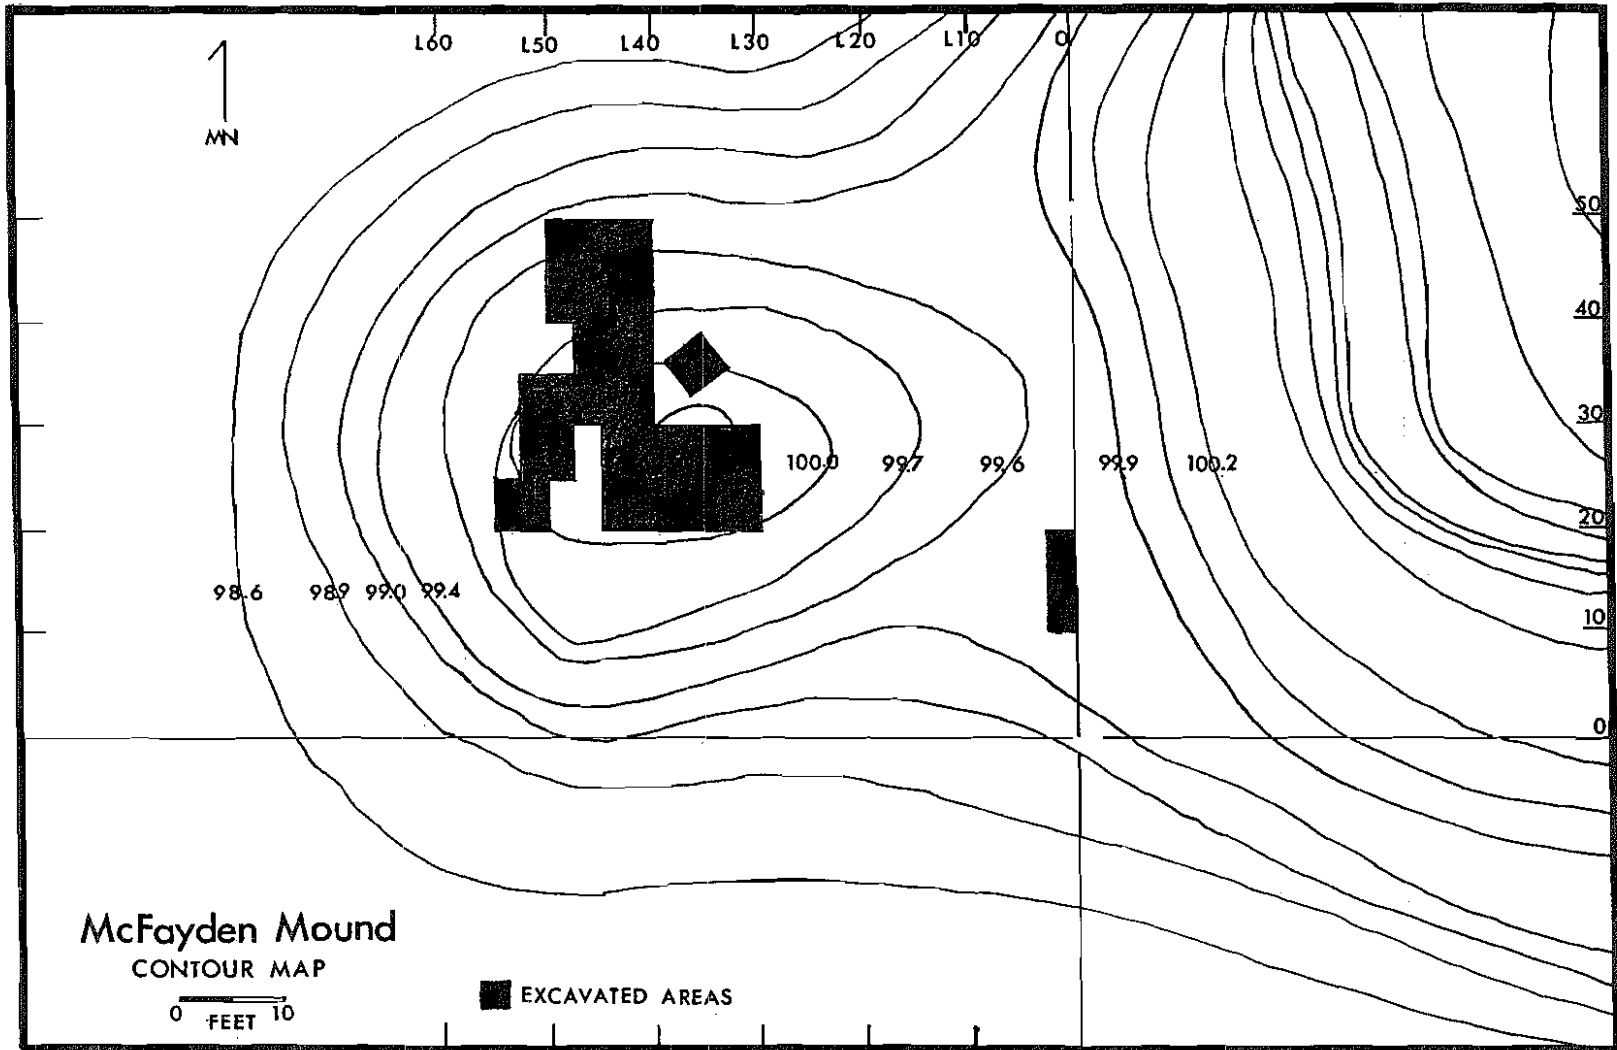 L60 L50 L40 L30 L20 L10 0
MN
50
40
30
100.0 99.7 99.6 99.9 100.2
20
98.6 98.9 99.0 99.4
10
0
McFayden Mound
CONTOUR MAP
0 FEET 10
EXCAVATED AREAS